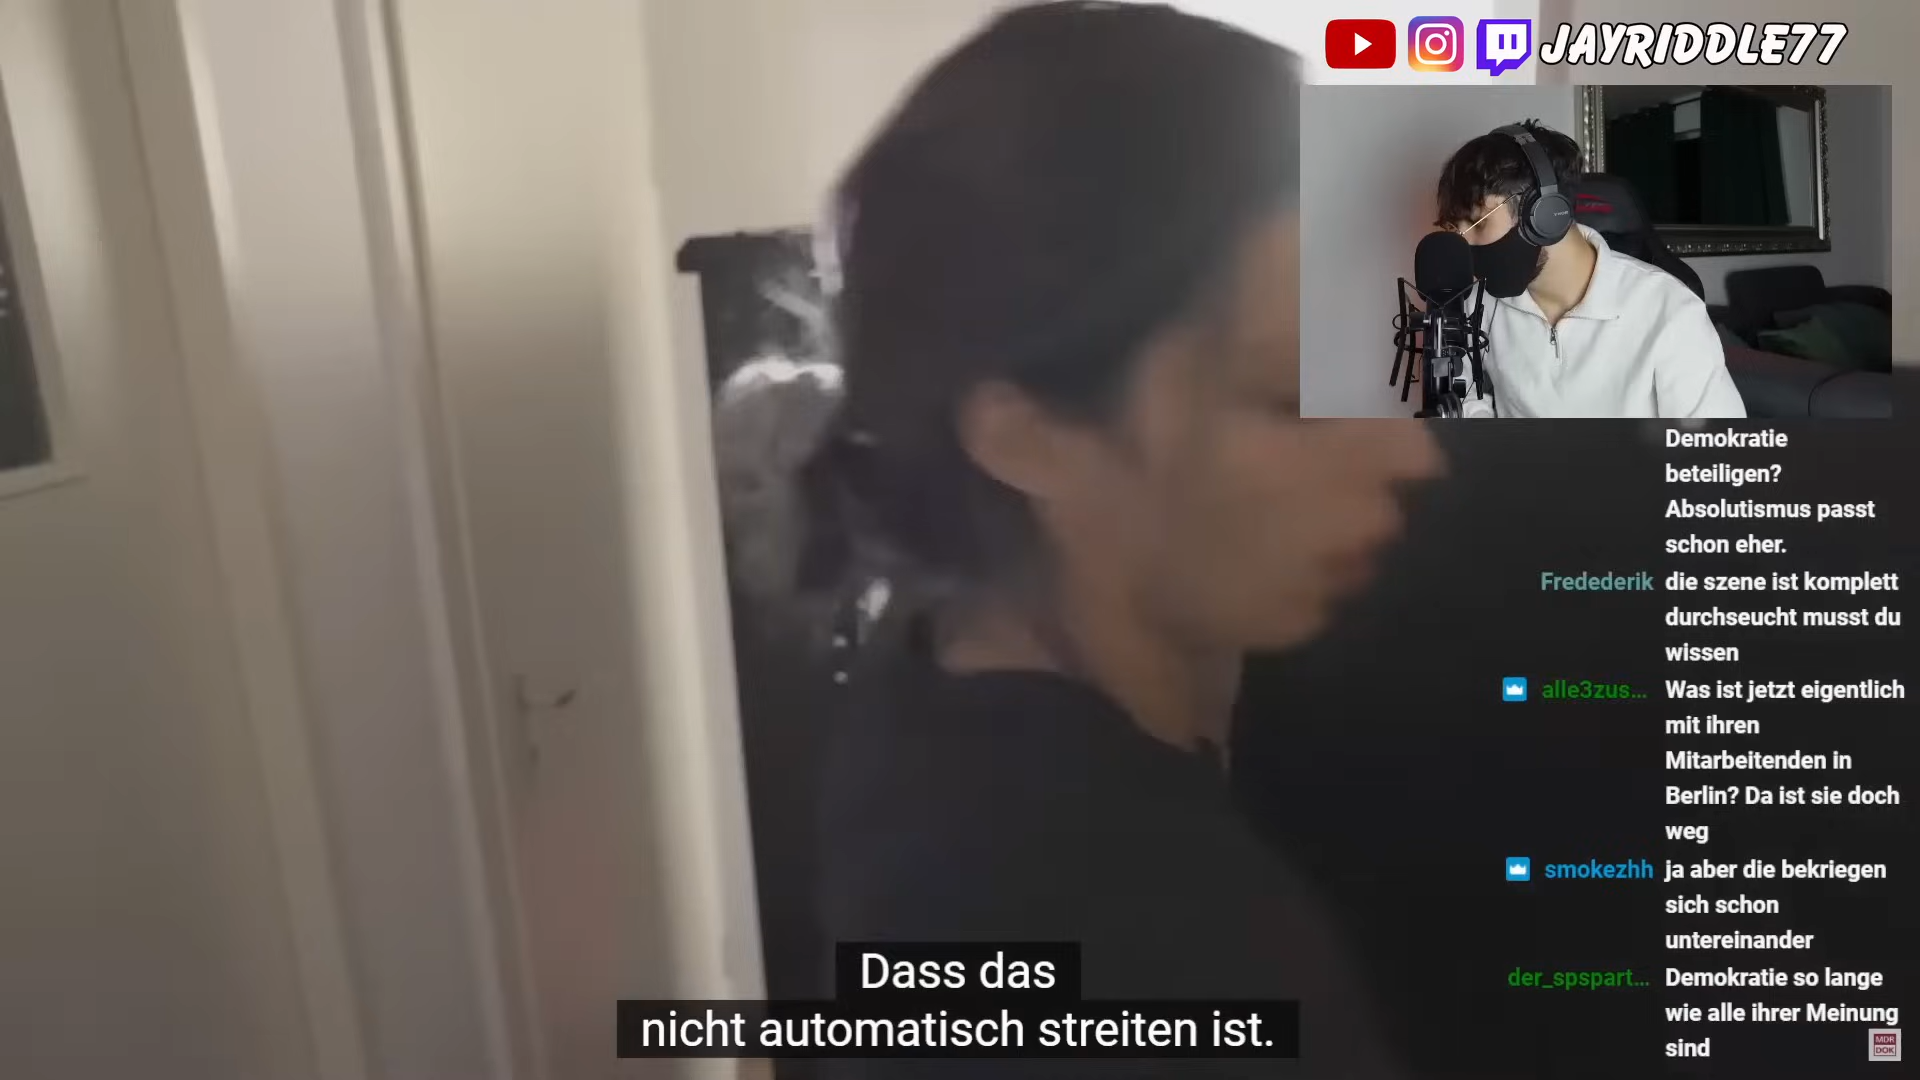 JAYRIDDLE77
Demokratie
beteiligen?
Absolutismus passt
schon eher.
Fredederik die szene ist komplett
durchseucht musst du
wissen
alle3zus... Was ist jetzt eigentlich
mit ihren
Mitarbeitenden in
Berlin? Da ist sie doch
weg
smokezhh ja aber die bekriegen
sich schon
untereinander
der_spspart... Demokratie so lange
wie alle ihrer Meinung
sind
Dass das
nicht automatisch streiten ist.
MDR
DOK